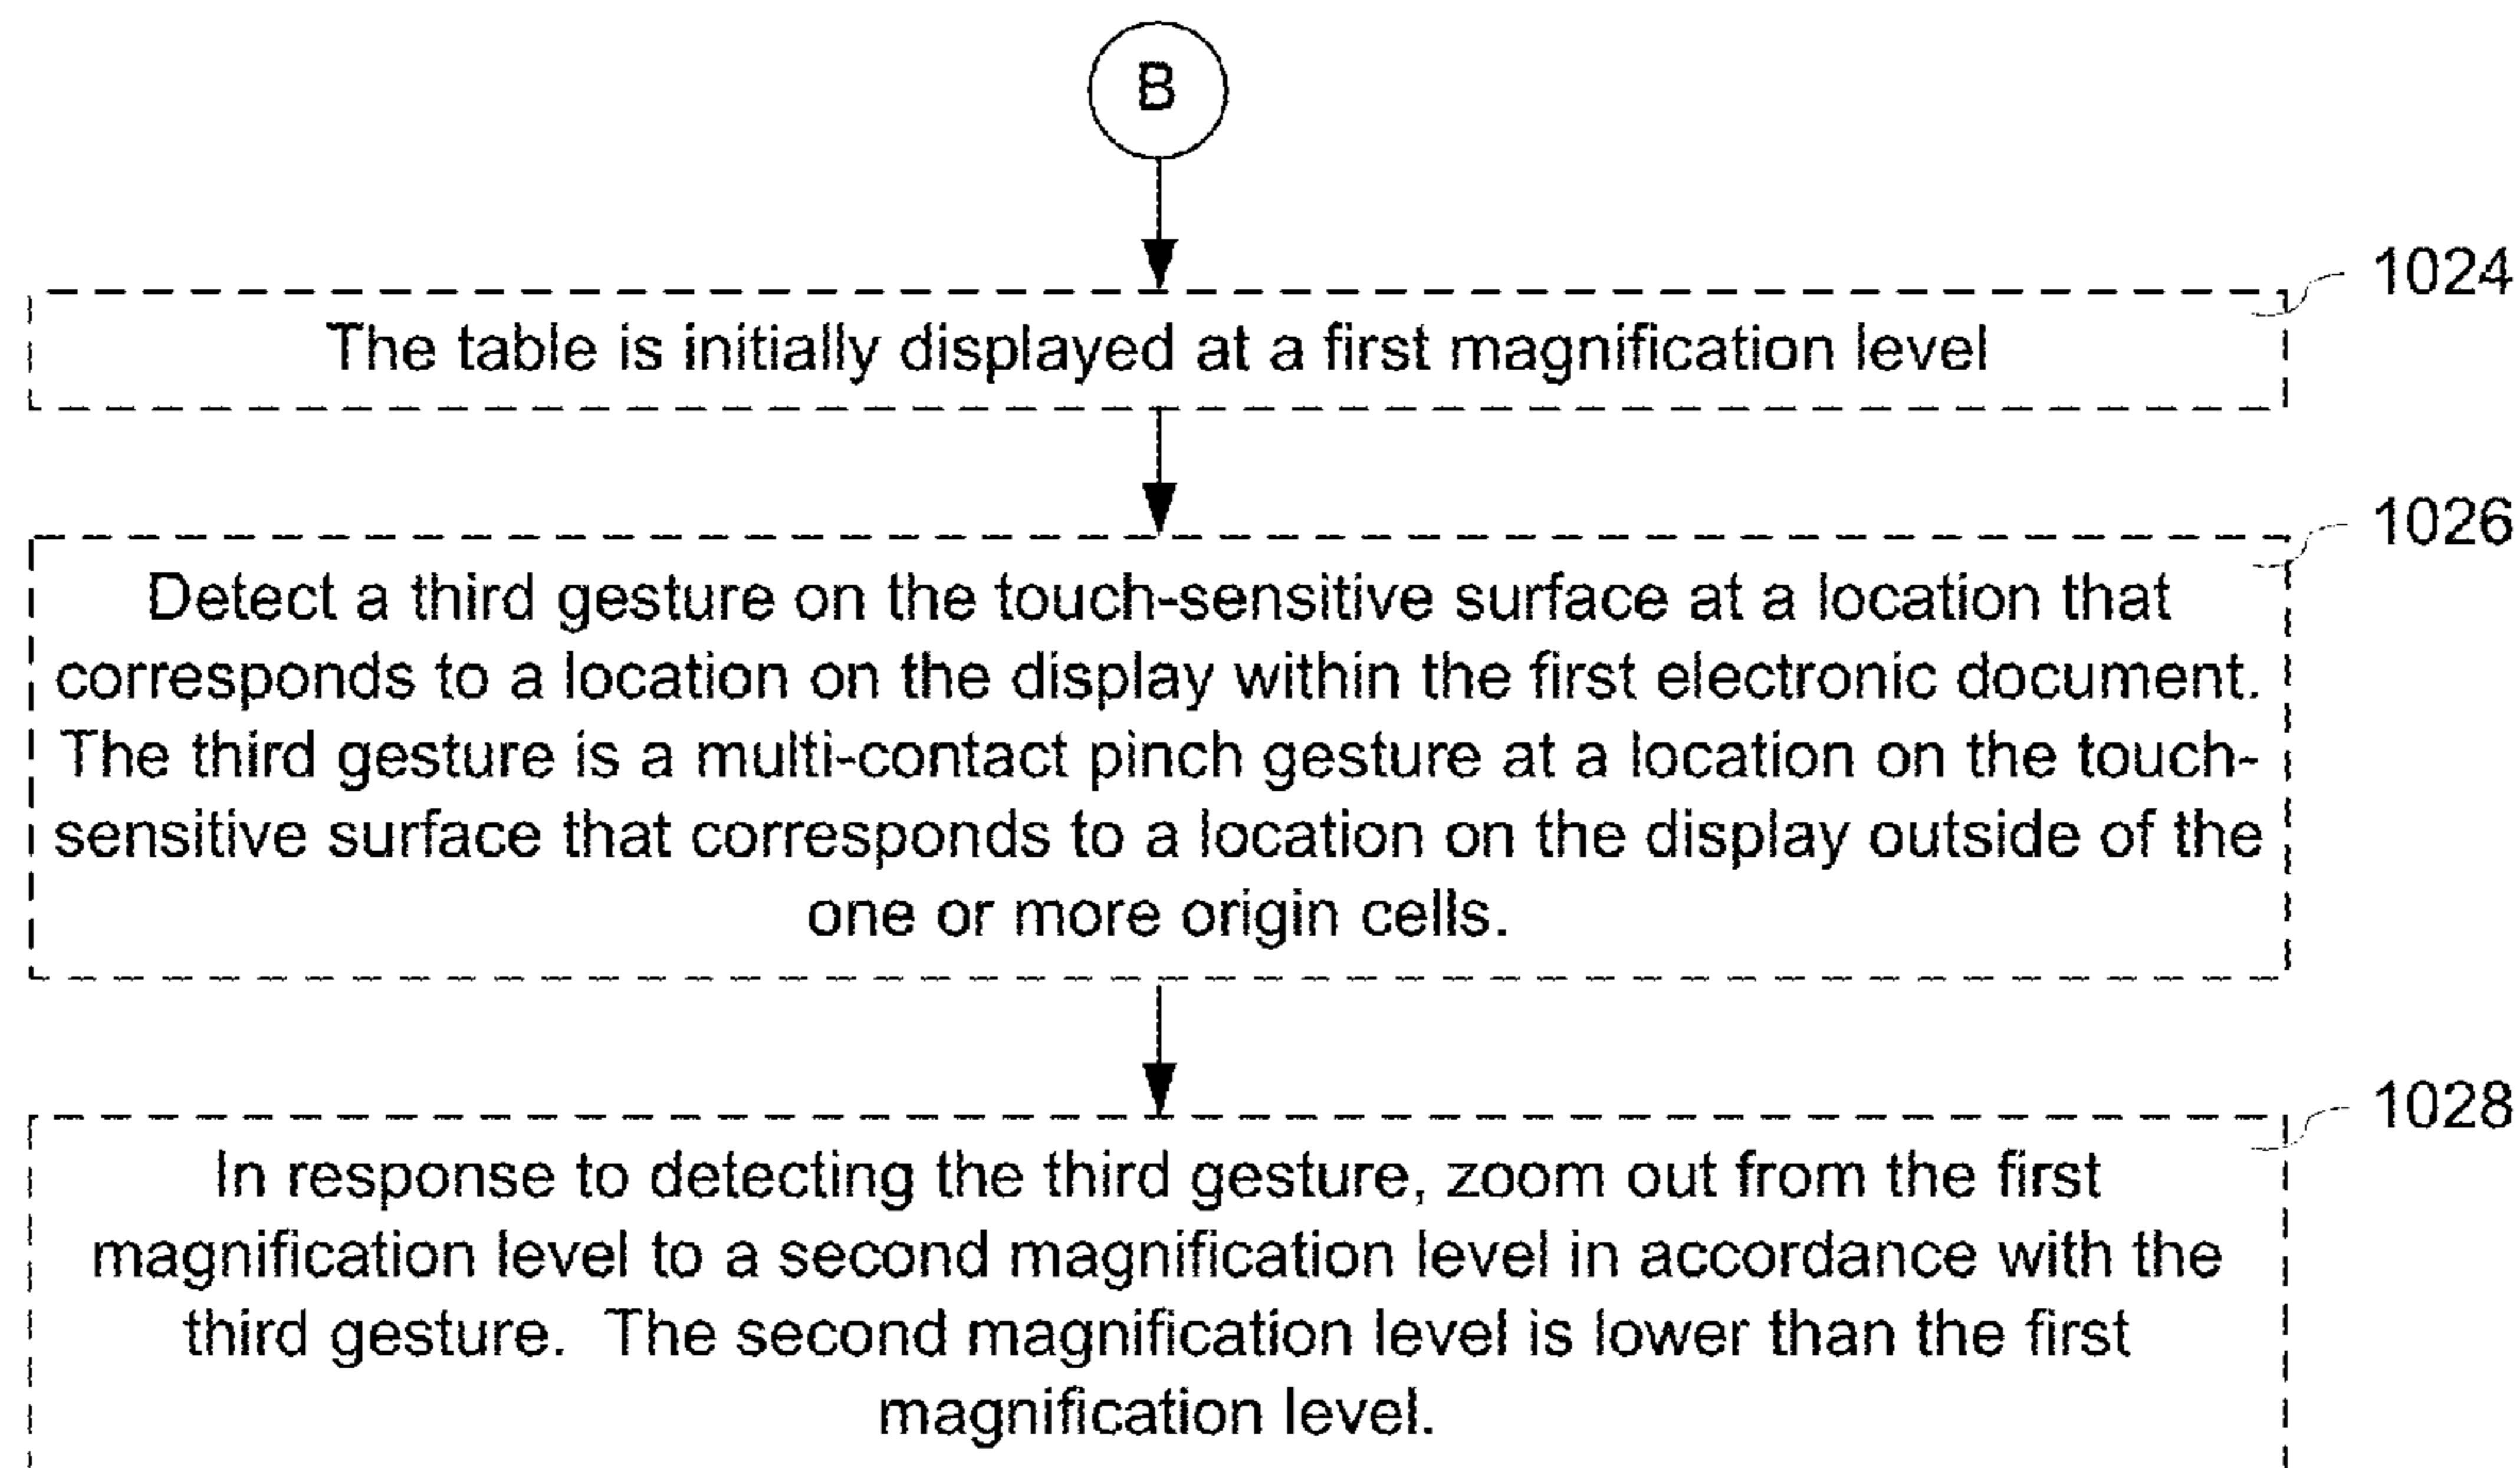 B
1024
The table is initially displayed at a first magnification level
1026
Detect a third gesture on the touch-sensitive surface at a location that
corresponds to a location on the display within the first electronic document.
The third gesture is a multi-contact pinch gesture at a location on the touch-
sensitive surface that corresponds to a location on the display outside of the
one or more origin cells.
1028
In response to detecting the third gesture, zoom out from the first
magnification level to a second magnification level in accordance with the
third gesture.  The second magnification level is lower than the first
magnification level.